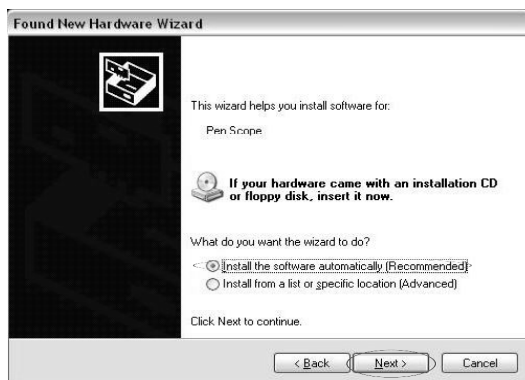 Found New Hardware Wizard
This wizard helps you install software for:
Pen Scope
If your hardware came with an installation CD
or floppy disk, insert it now.
What do you want the wizard to do?
Install the software automatically (Recommended)
Install from a list or specific location (Advanced)
Click Next to continue.
< Back Next > Cancel